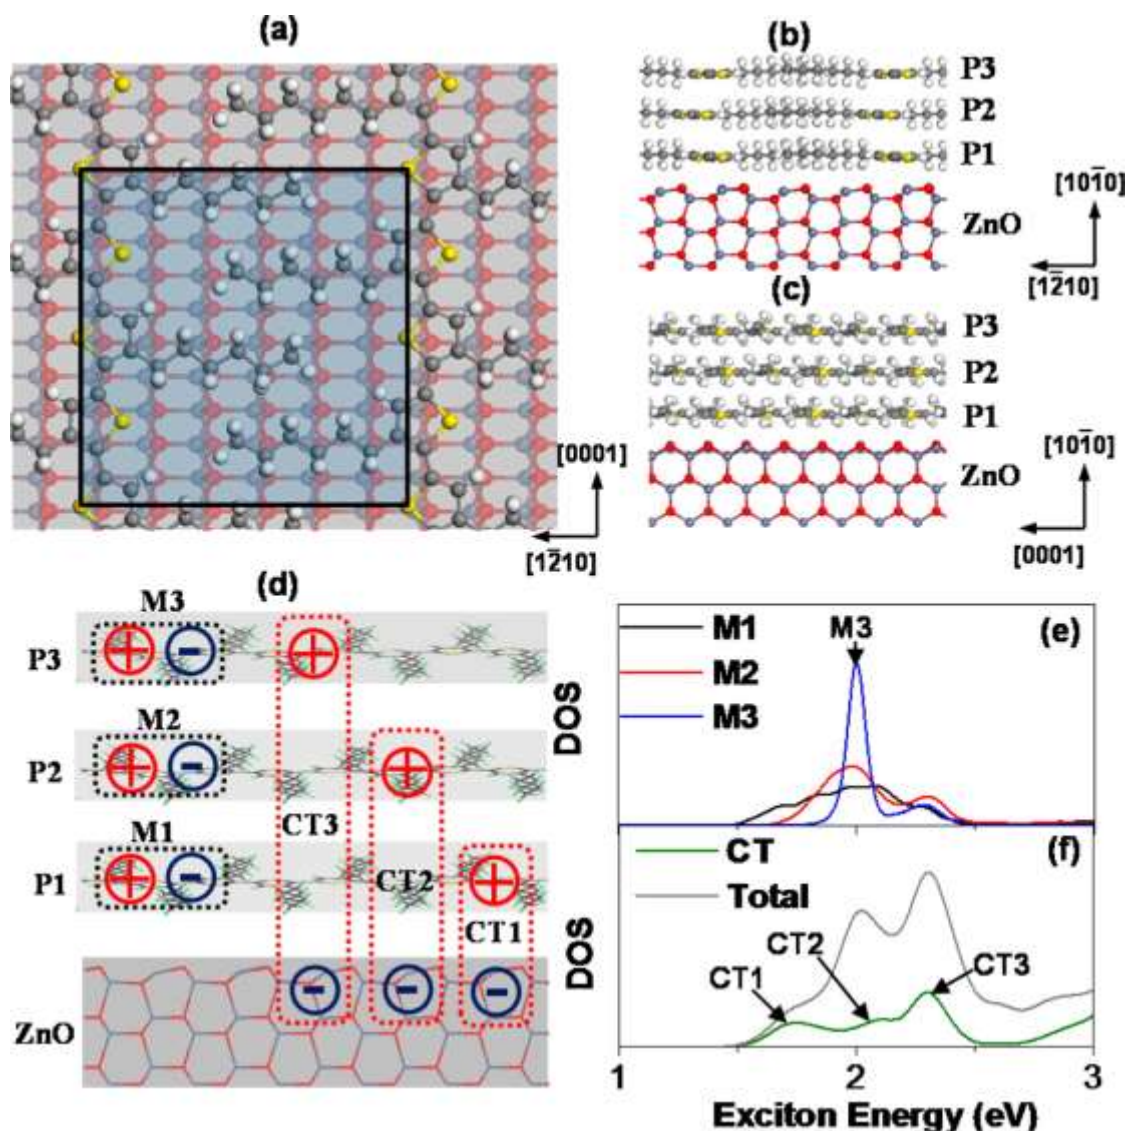 (a)
[0001]
[12̄10]
(b)
P3
P2
P1
ZnO
[101̄0]
[12̄10]
(c)
P3
P2
P1
ZnO
[101̄0]
[0001]
(d)
M3
P3
M2
P2
CT3
M1
P1
CT2
CT1
ZnO
(e)
M1
M2
M3
M3
DOS
(f)
CT
Total
CT1
CT2
CT3
DOS
1 2 3
Exciton Energy (eV)